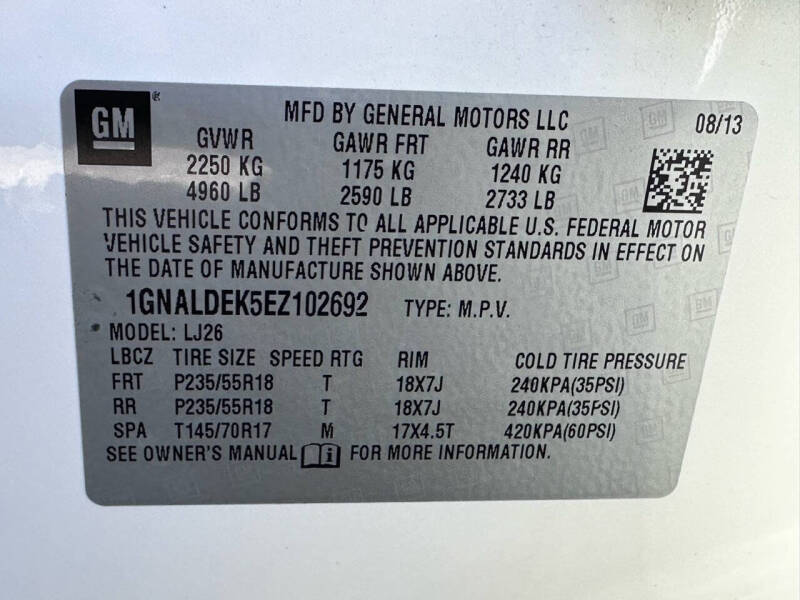 GM
MFD BY GENERAL MOTORS LLC 08/13
GVWR GAWR FRT GAWR RR
2250 KG 1175 KG 1240 KG
4960 LB 2590 LB 2733 LB
THIS VEHICLE CONFORMS TO ALL APPLICABLE U.S. FEDERAL MOTOR
VEHICLE SAFETY AND THEFT PREVENTION STANDARDS IN EFFECT ON
THE DATE OF MANUFACTURE SHOWN ABOVE.
1GNALDEK5EZ102692 TYPE: M.P.V.
MODEL: LJ26
LBCZ TIRE SIZE SPEED RTG RIM COLD TIRE PRESSURE
FRT P235/55R18 T 18X7J 240KPA(35PSI)
RR P235/55R18 T 18X7J 240KPA(35PSI)
SPA T145/70R17 M 17X4.5T 420KPA(60PSI)
SEE OWNER'S MANUAL i FOR MORE INFORMATION.